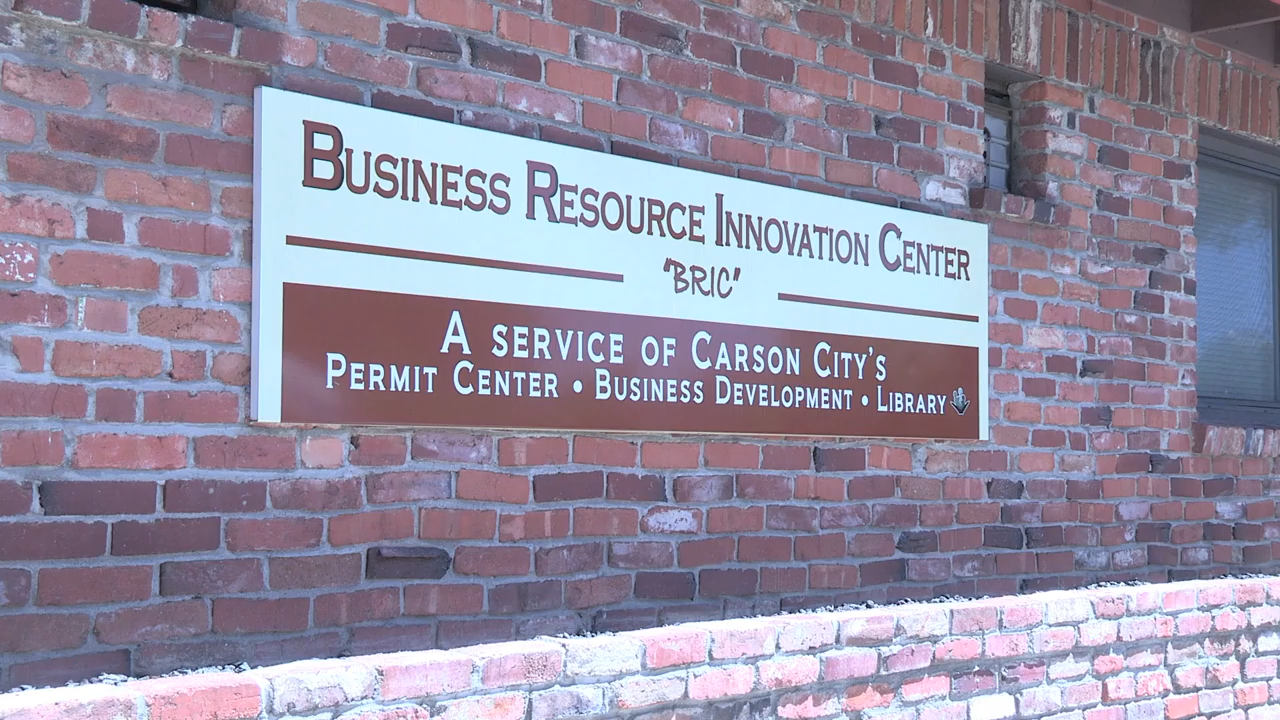 Business Resource Innovation Center
"BRIC"
A service of Carson City's
Permit Center • Business Development • Library